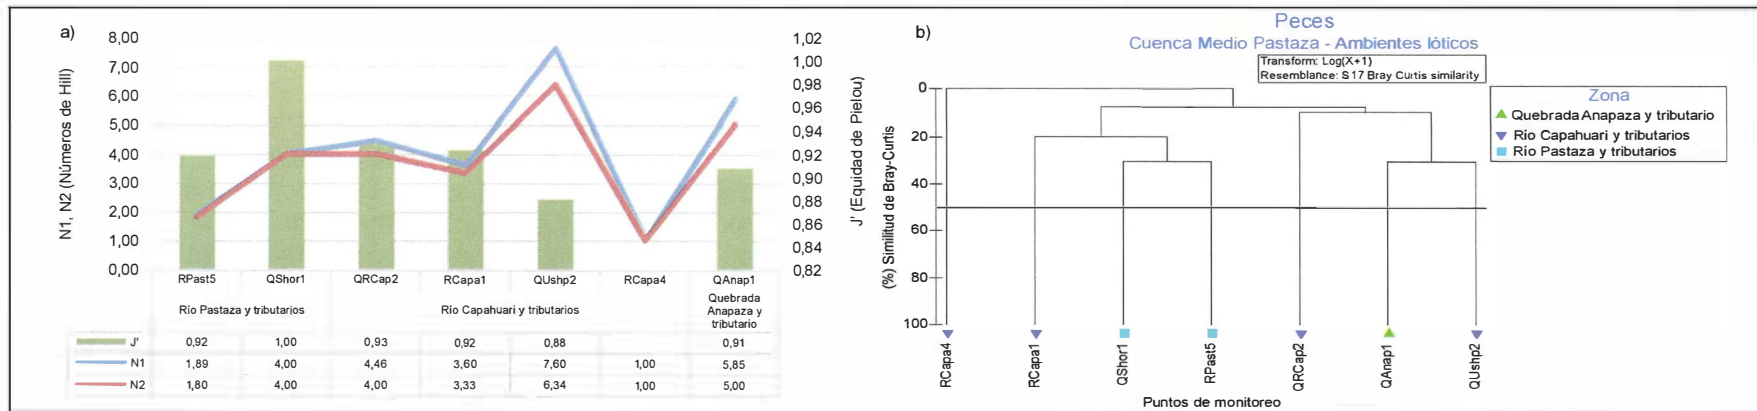 a)
8,00
7,00
6,00
5,00
4,00
3,00
2,00
1,00
0,00
N1, N2 (Números de Hill)
1,02
1,00
0,98
0,96
0,94
0,92
0,90
0,88
0,86
0,84
0,82
J' (Equidad de Pielou)
RPast5 QShor1 QRCap2 RCapa1 QUshp2 RCapa4 QAnap1
Río Pastaza y tributarios Río Capahuari y tributarios Quebrada
Anapaza y
tributario
J' 0,92 1,00 0,93 0,92 0,88 0,91
N1 1,89 4,00 4,46 3,60 7,60 1,00 5,85
N2 1,80 4,00 4,00 3,33 6,34 1,00 5,00
b)
Peces
Cuenca Medio Pastaza - Ambientes lóticos
Transform: Log(X+1)
Resemblance: S17 Bray Curtis similarity
0
20
40
60
80
100
(%) Similitud de Bray-Curtis
RCapa4
RCapa1
QShor1
RPast5
QRCap2
QAnap1
QUshp2
Puntos de monitoreo
Zona
Quebrada Anapaza y tributario
Río Capahuari y tributarios
Río Pastaza y tributarios